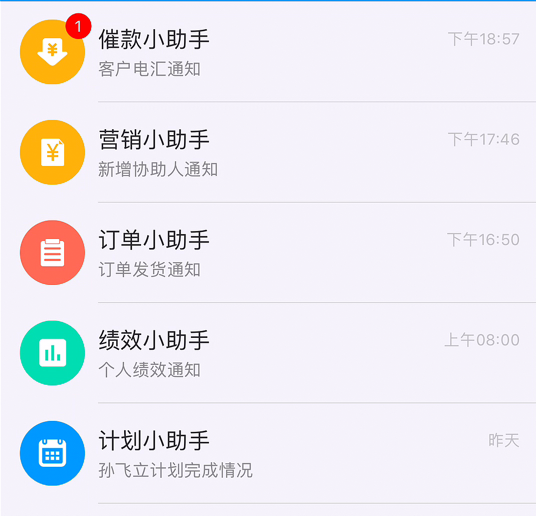 1
催款小助手
下午18:57
客户电汇通知
营销小助手
下午17:46
新增协助人通知
订单小助手
下午16:50
订单发货通知
绩效小助手
上午08:00
个人绩效通知
计划小助手
昨天
孙飞立计划完成情况